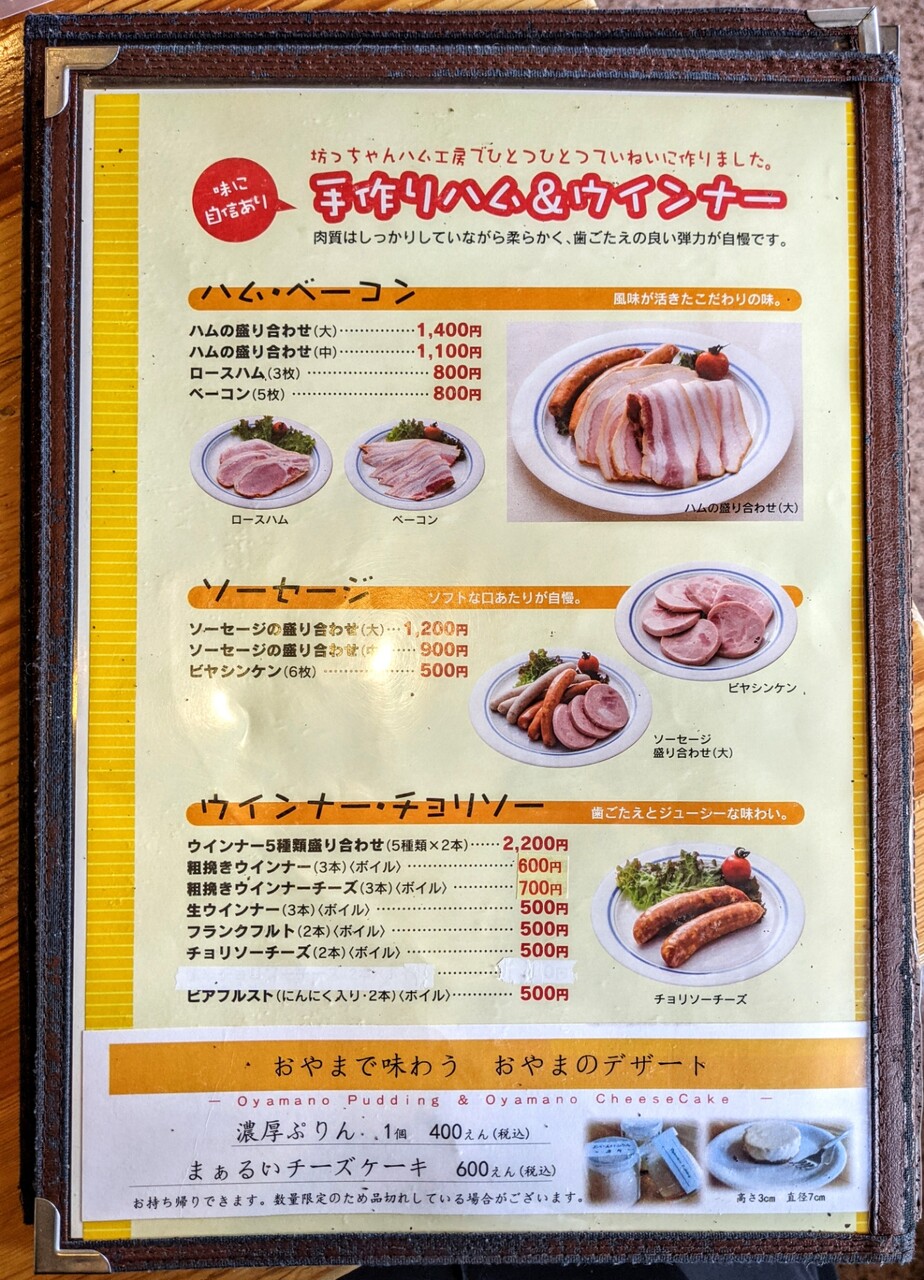 坊っちゃんハム工房でひとつひとつていねいに作りました。
味に
自信あり
手作りハム&ウインナー
肉質はしっかりしていながら柔らかく、歯ごたえの良い弾力が自慢です。
ハム・ベーコン 風味が活きたこだわりの味。
ハムの盛り合わせ(大)……………1,400円
ハムの盛り合わせ(中)……………1,100円
ロースハム(3枚)……………………800円
ベーコン(5枚)………………………800円
ハムの盛り合わせ(大)
ロースハム
ベーコン
ソーセージ ソフトな口あたりが自慢。
ソーセージの盛り合わせ(大)…1,200円
ソーセージの盛り合わせ(中)……900円
ビヤシンケン(6枚)………………500円
ビヤシンケン
ソーセージ
盛り合わせ(大)
ウインナー・チョリソー 歯ごたえとジューシーな味わい。
ウインナー5種類盛り合わせ(5種類×2本)……2,200円
粗挽きウインナー(3本)〈ボイル〉……………600円
粗挽きウインナーチーズ(3本)〈ボイル〉…………700円
生ウインナー(3本)〈ボイル〉…………………500円
フランクフルト(2本)〈ボイル〉………………500円
チョリソーチーズ(2本)〈ボイル〉……………500円
ビアブルスト(にんにく入り・2本)〈ボイル〉…………500円
チョリソーチーズ
おやまで味わう おやまのデザート
― Oyamano Pudding & Oyamano CheeseCake ―
濃厚ぷりん...1個 400えん(税込)
まぁるいチーズケーキ 600えん(税込)
お持ち帰りできます。数量限定のため品切れしている場合がございます。
高さ3cm 直径7cm